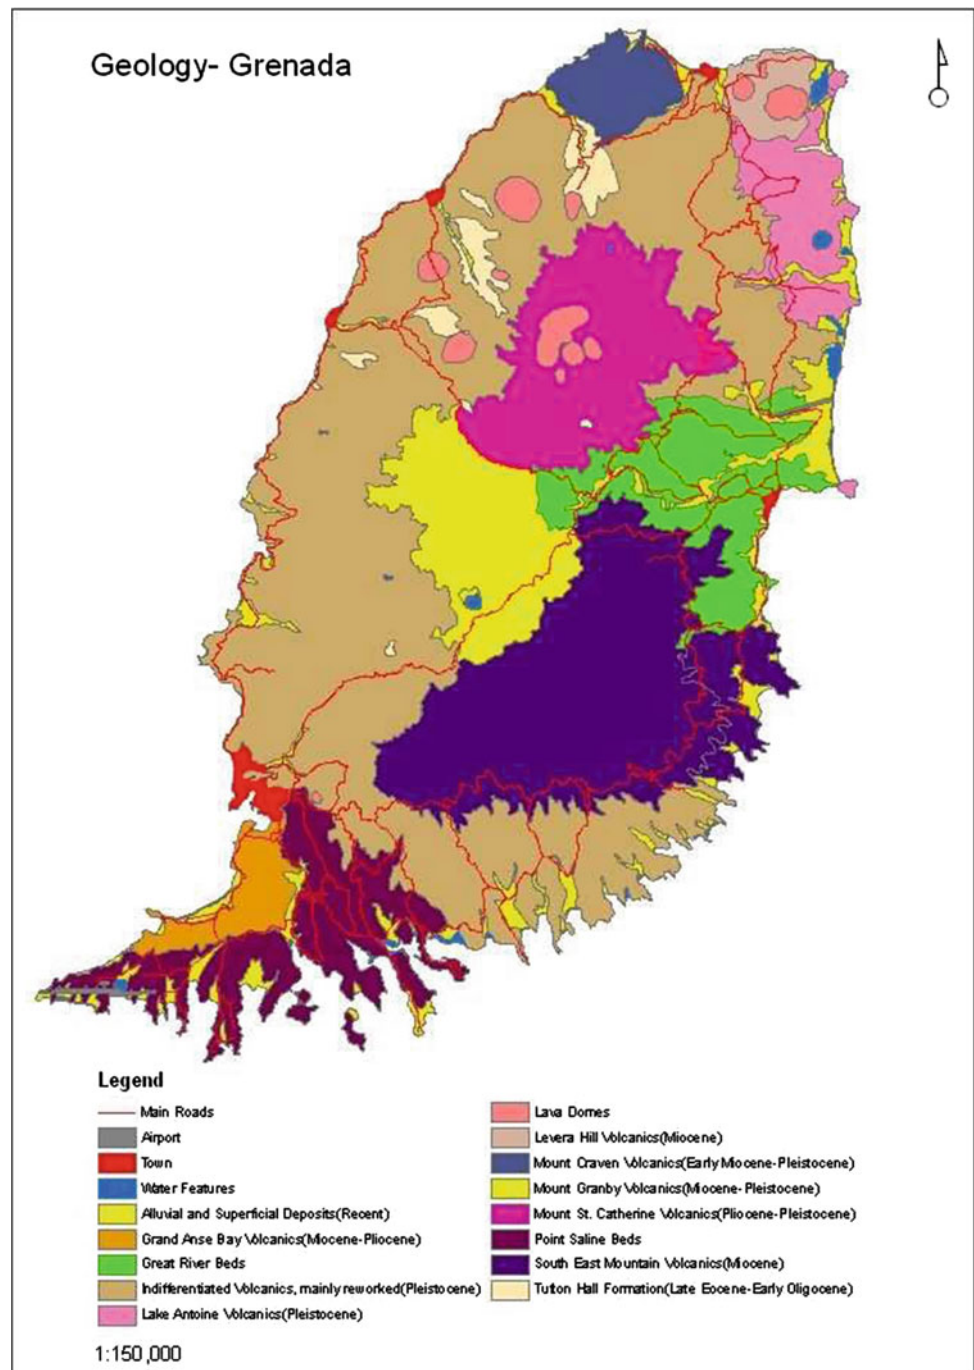 Geology- Grenada
Legend
Main Roads
Airport
Town
Water Features
Alluvial and Superficial Deposits(Recent)
Grand Anse Bay Volcanics(Miocene-Pliocene)
Great River Beds
Indifferentiated Volcanics, mainly reworked(Pleistocene)
Lake Antoine Volcanics(Pleistocene)
Lava Domes
Levera Hill Volcanics(Miocene)
Mount Craven Volcanics(Early Miocene-Pleistocene)
Mount Granby Volcanics(Miocene-Pleistocene)
Mount St. Catherine Volcanics(Pliocene-Pleistocene)
Point Saline Beds
South East Mountain Volcanics(Miocene)
Tufton Hall Formation(Late Eocene-Early Oligocene)
1:150,000